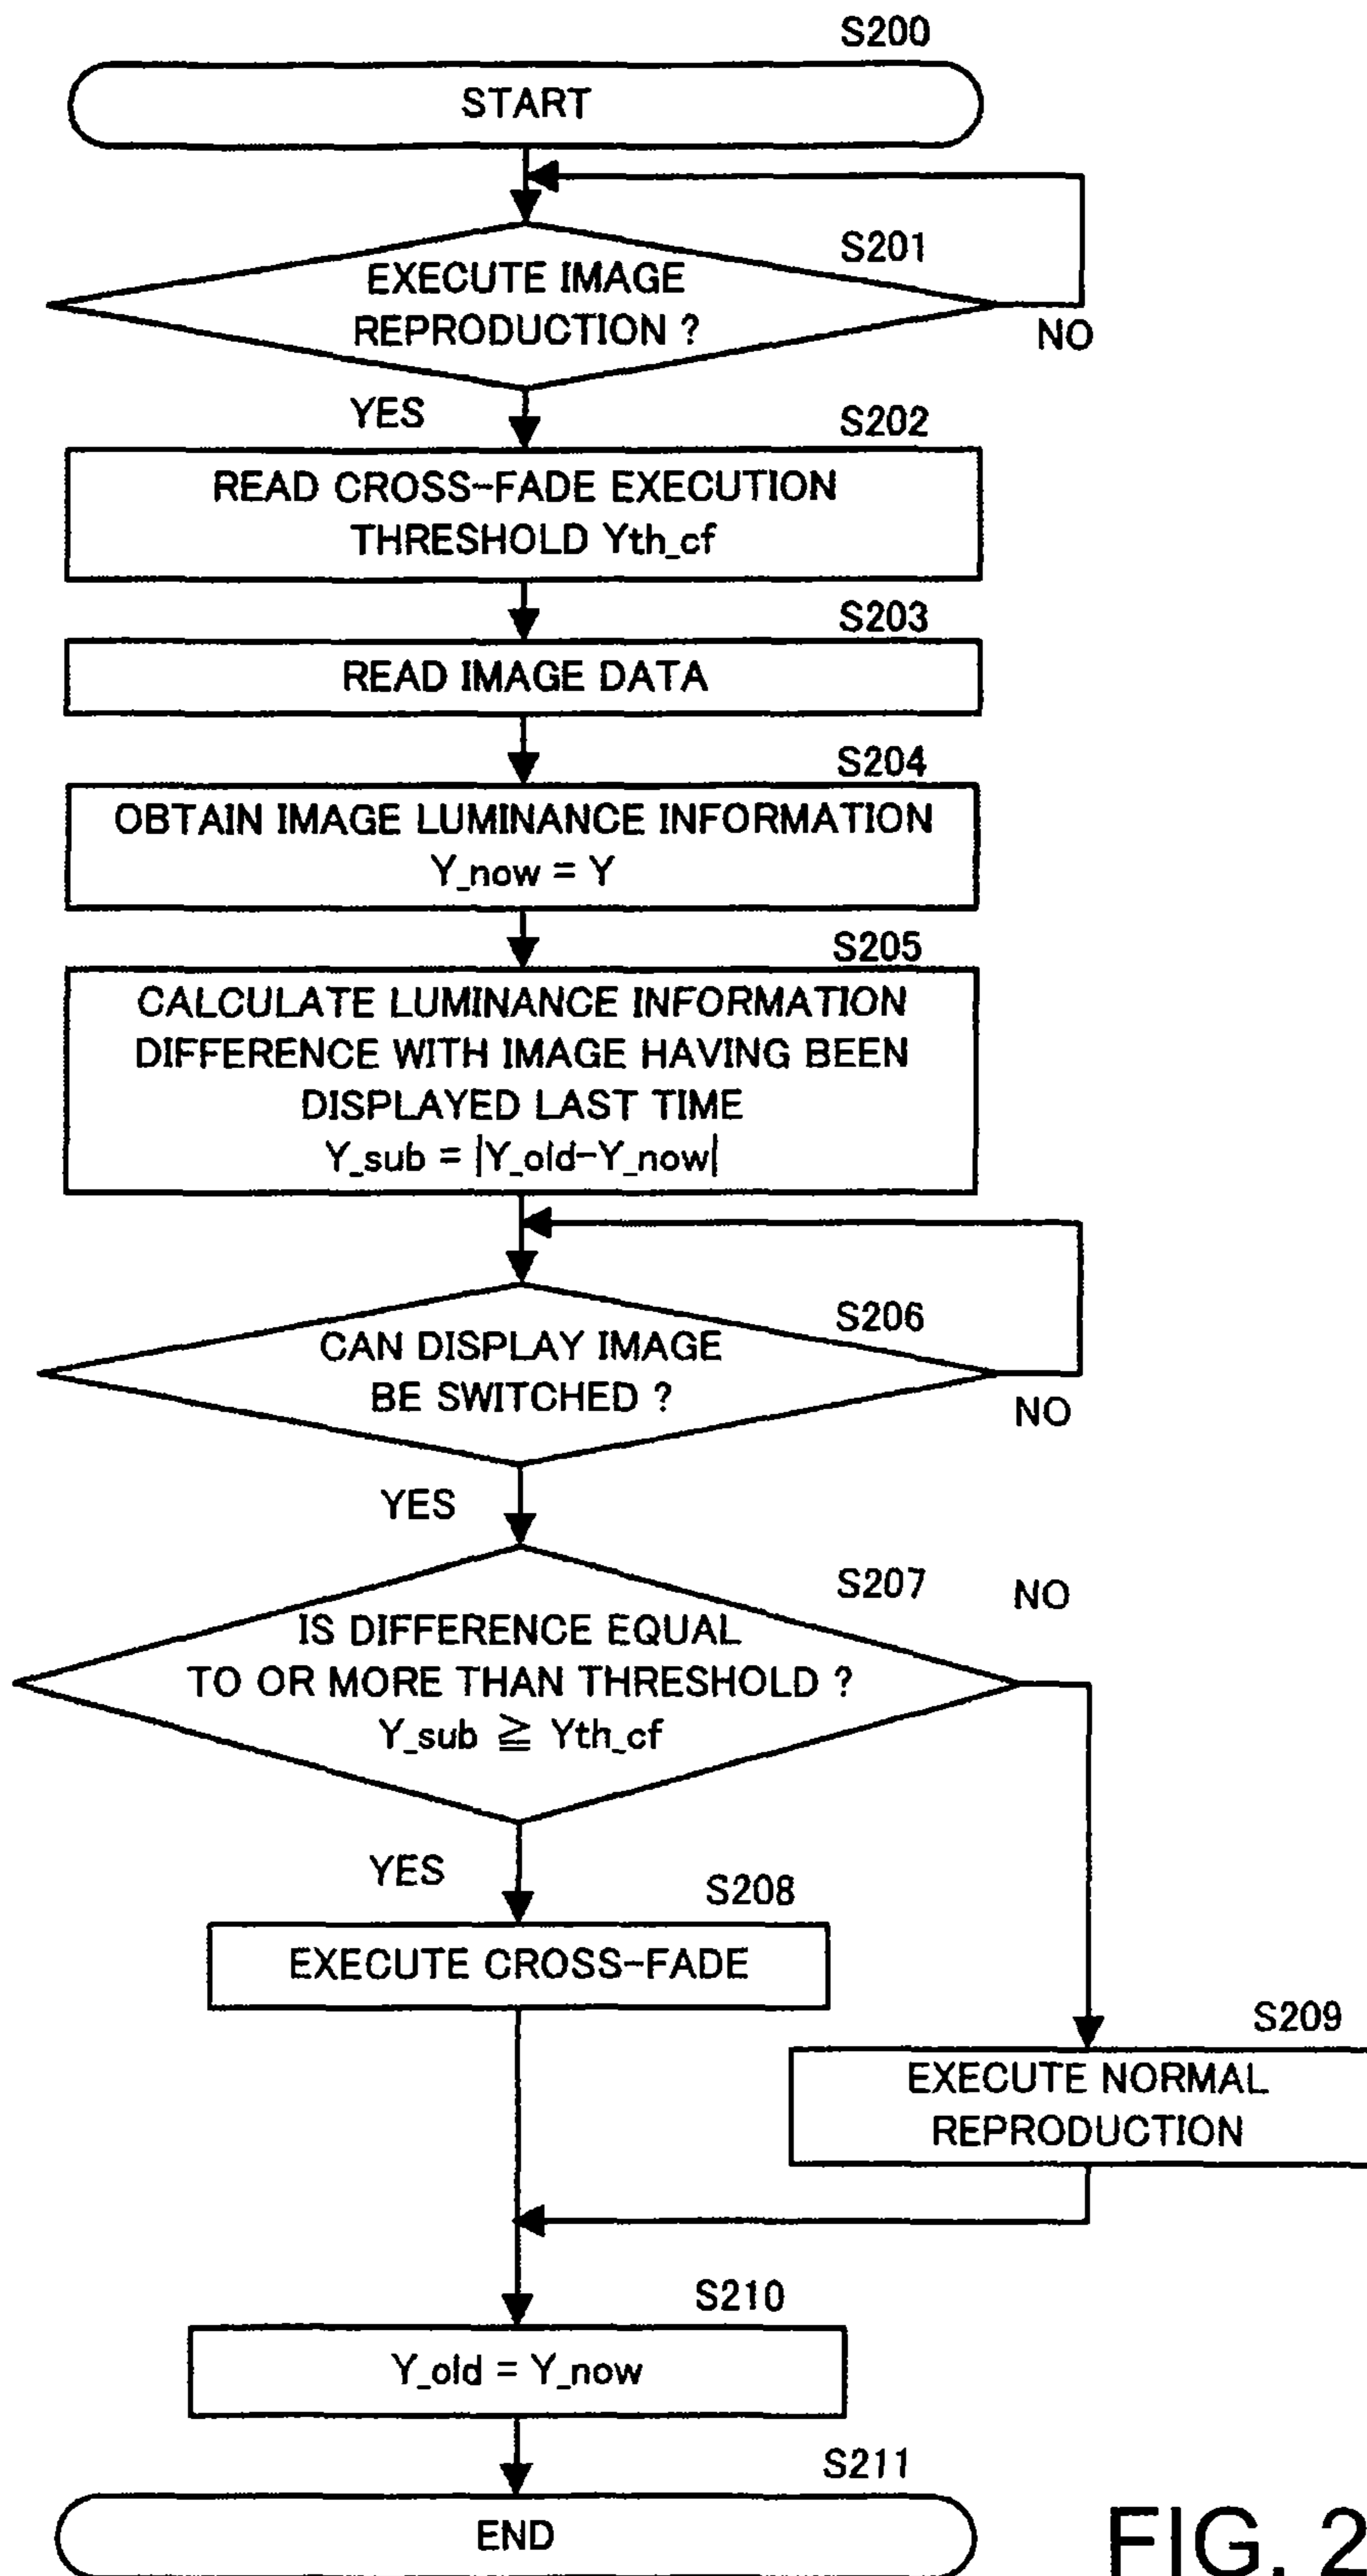 S200
START
S201
EXECUTE IMAGE
REPRODUCTION ?
NO
YES
S202
READ CROSS-FADE EXECUTION
THRESHOLD Yth_cf
S203
READ IMAGE DATA
S204
OBTAIN IMAGE LUMINANCE INFORMATION
Y_now = Y
S205
CALCULATE LUMINANCE INFORMATION
DIFFERENCE WITH IMAGE HAVING BEEN
DISPLAYED LAST TIME
Y_sub = |Y_old-Y_now|
S206
CAN DISPLAY IMAGE
BE SWITCHED ?
NO
YES
S207
NO
IS DIFFERENCE EQUAL
TO OR MORE THAN THRESHOLD ?
Y_sub ≧ Yth_cf
YES
S208
EXECUTE CROSS-FADE
S209
EXECUTE NORMAL
REPRODUCTION
S210
Y_old = Y_now
S211
END
FIG. 2